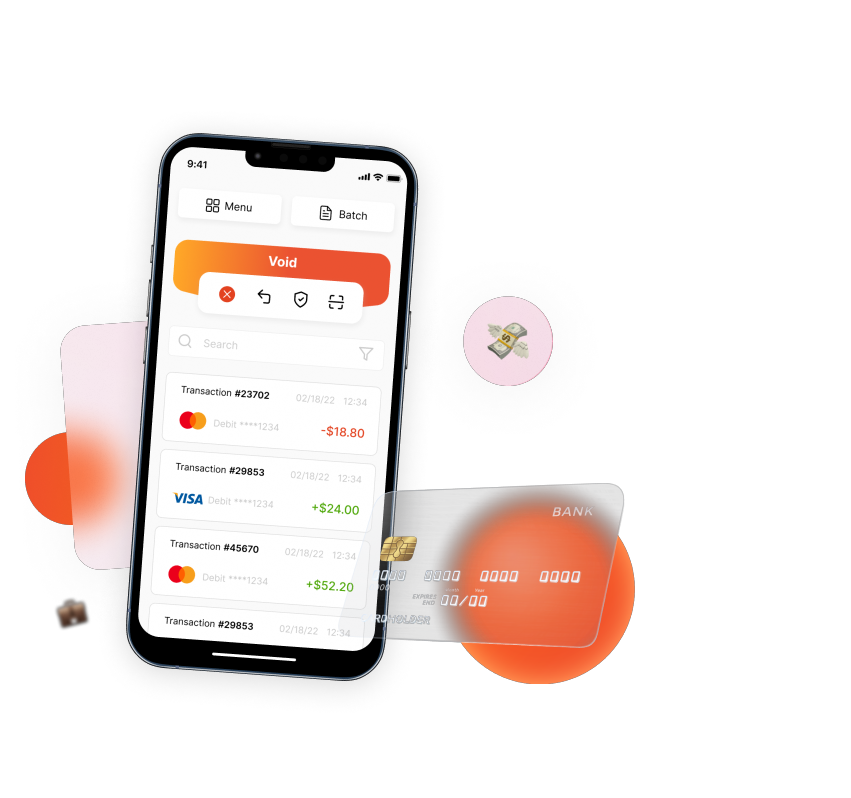 9:41
Menu
Batch
Void
Search
Transaction #23702 02/18/22 12:34
Debit ****1234 -$18.80
Transaction #29853 02/18/22 12:34
VISA Debit ****1234 +$24.00
Transaction #45670 02/18/22 12:34
Debit ****1234 +$52.20
Transaction #29853 02/18/22 12:34
BANK
0000 0000 0000 0000
EXPIRES
END. 00/00